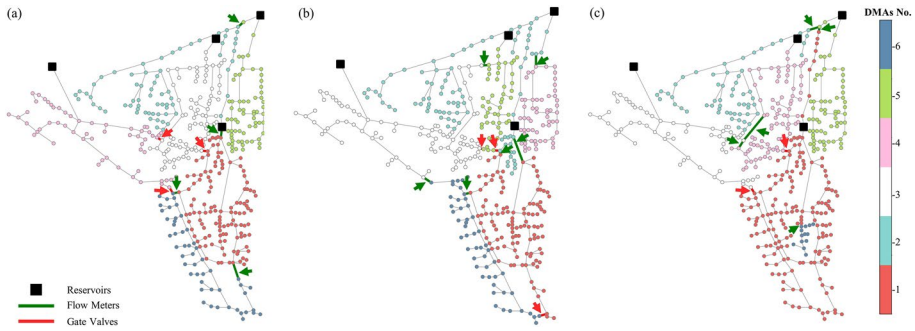 (a)
(b)
(c)
DMAs No.
-6
-5
-4
-3
-2
-1
Reservoirs
Flow Meters
Gate Valves